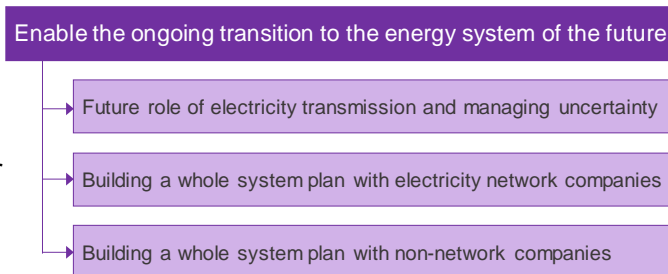 Enable the ongoing transition to the energy system of the future
Future role of electricity transmission and managing uncertainty
Building a whole system plan with electricity network companies
Building a whole system plan with non-network companies